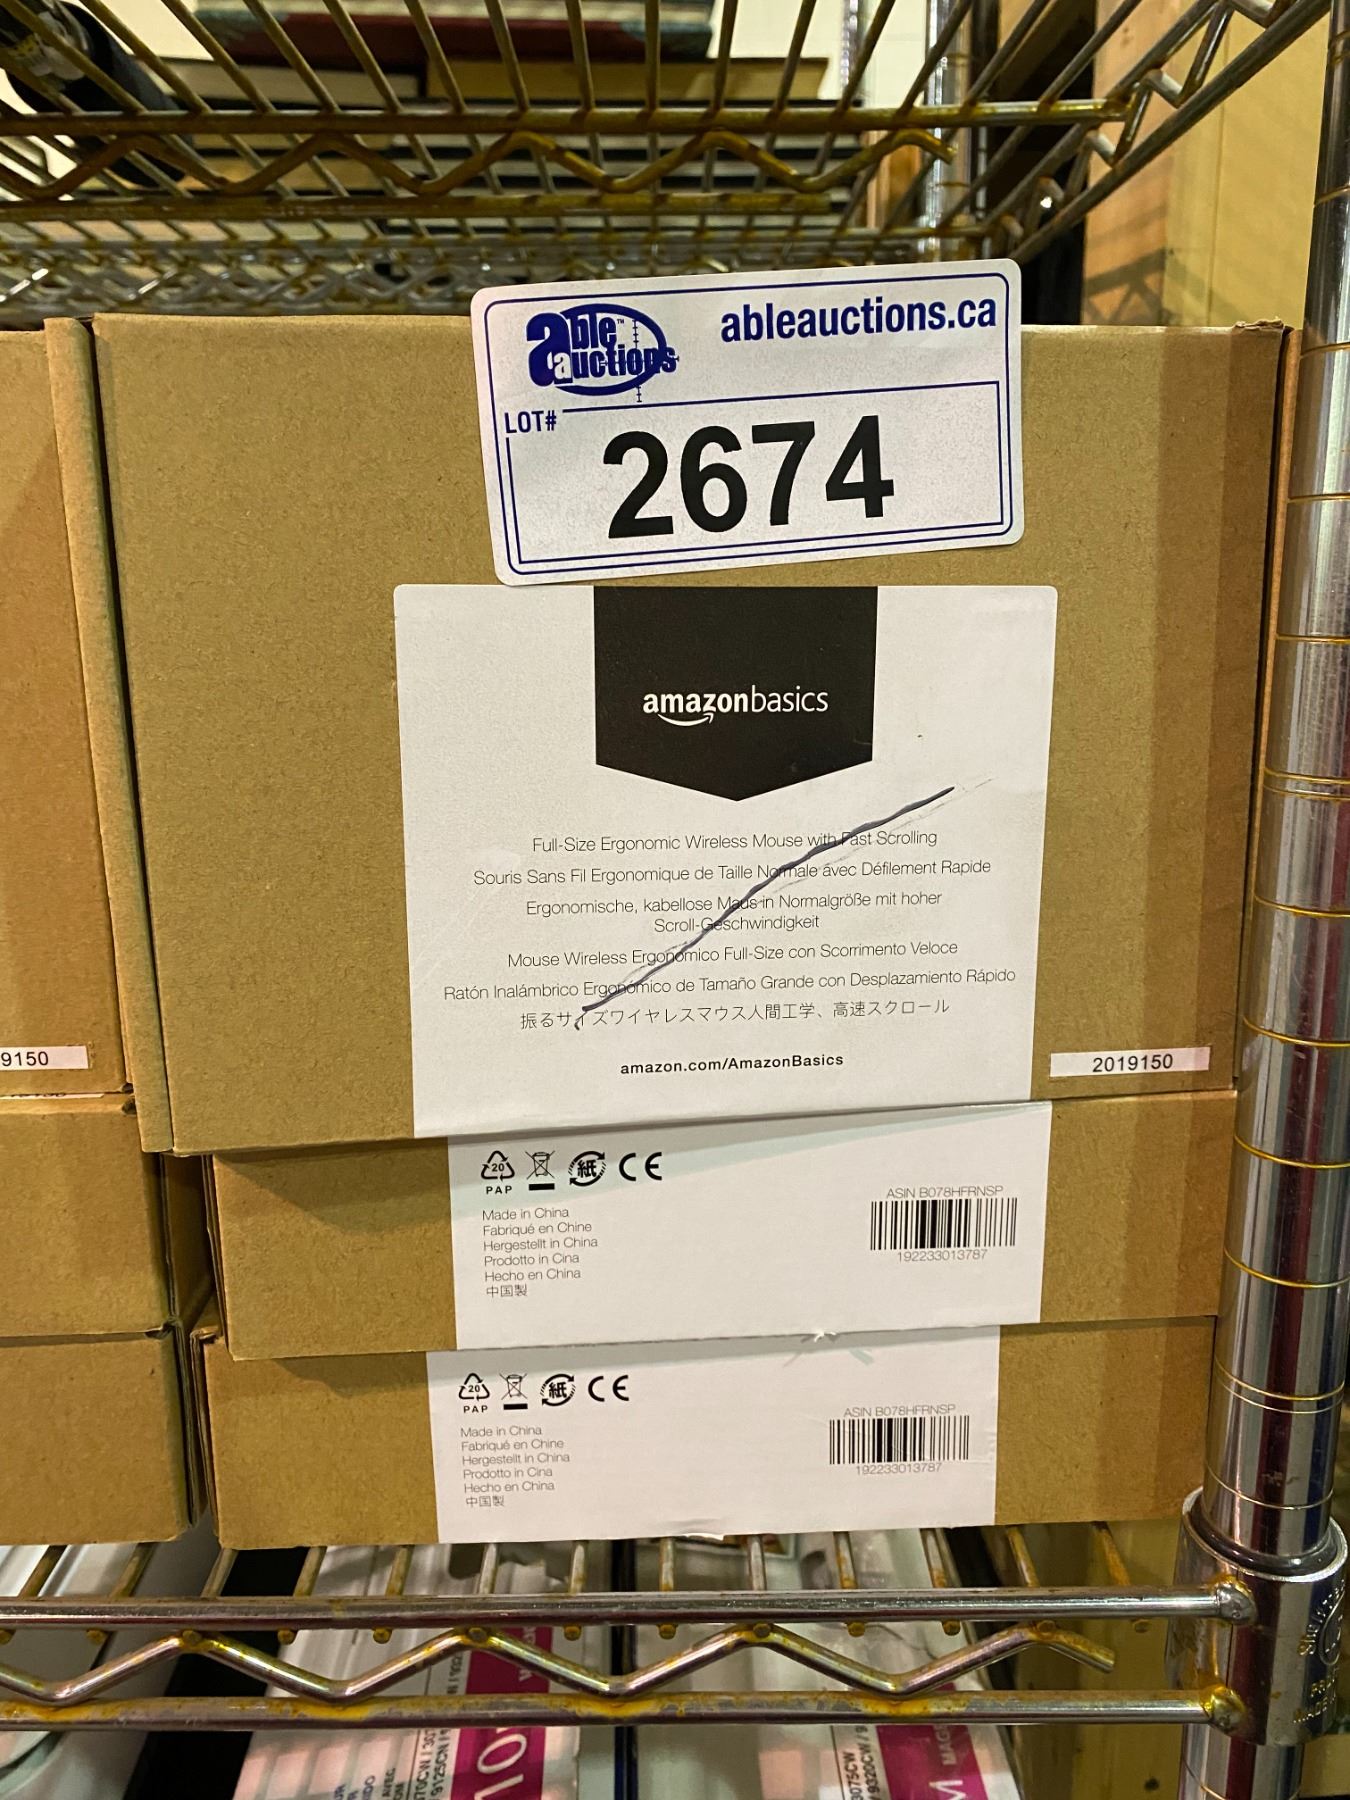 able auctions™
ableauctions.ca
LOT#
2674
amazonbasics
Full-Size Ergonomic Wireless Mouse with Fast Scrolling
Souris Sans Fil Ergonomique de Taille Normale avec Défilement Rapide
Ergonomische, kabellose Maus in Normalgröße mit hoher
Scroll-Geschwindigkeit
Mouse Wireless Ergonomico Full-Size con Scorrimento Veloce
Ratón Inalámbrico Ergonómico de Tamaño Grande con Desplazamiento Rápido
振るサイズワイヤレスマウス人間工学、高速スクロール
amazon.com/AmazonBasics
9150
2019150
20
PAP
紙
CE
Made in China
Fabriqué en Chine
Hergestellt in China
Prodotto in Cina
Hecho en China
中国製
ASIN B078HFRNSP
192233013787
20
PAP
紙
CE
Made in China
Fabriqué en Chine
Hergestellt in China
Prodotto in Cina
Hecho en China
中国製
ASIN B078HFRNSP
192233013787